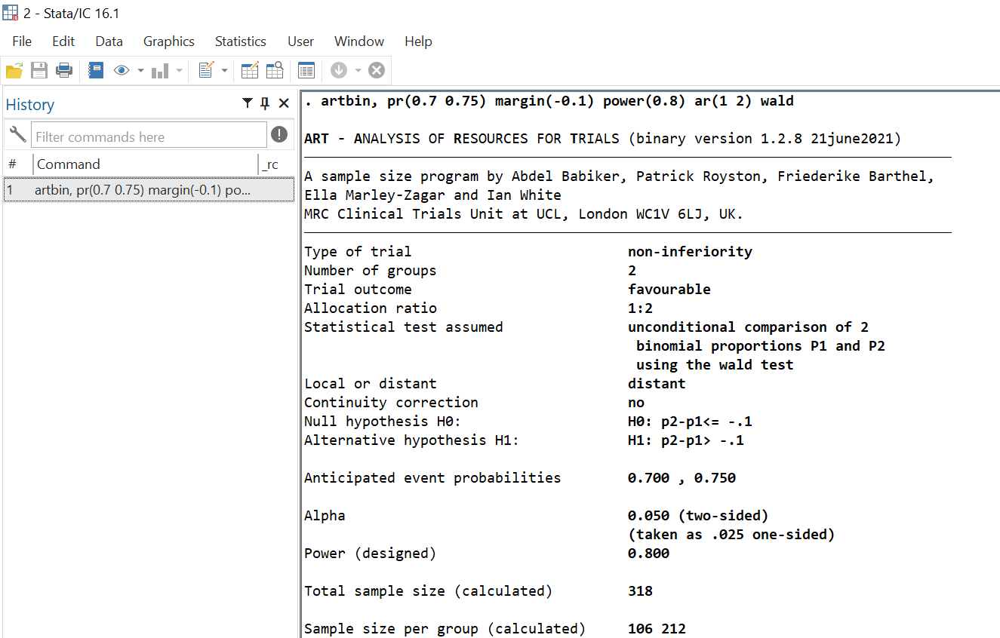 2 - Stata/IC 16.1
File Edit Data Graphics Statistics User Window Help
History
Filter commands here
# Command _rc
1 artbin, pr(0.7 0.75) margin(-0.1) po...
. artbin, pr(0.7 0.75) margin(-0.1) power(0.8) ar(1 2) wald
ART - ANALYSIS OF RESOURCES FOR TRIALS (binary version 1.2.8 21june2021)
A sample size program by Abdel Babiker, Patrick Royston, Friederike Barthel,
Ella Marley-Zagar and Ian White
MRC Clinical Trials Unit at UCL, London WC1V 6LJ, UK.
Type of trial non-inferiority
Number of groups 2
Trial outcome favourable
Allocation ratio 1:2
Statistical test assumed unconditional comparison of 2
binomial proportions P1 and P2
using the wald test
Local or distant distant
Continuity correction no
Null hypothesis H0: H0: p2-p1<= -.1
Alternative hypothesis H1: H1: p2-p1> -.1
Anticipated event probabilities 0.700 , 0.750
Alpha 0.050 (two-sided)
(taken as .025 one-sided)
Power (designed) 0.800
Total sample size (calculated) 318
Sample size per group (calculated) 106 212